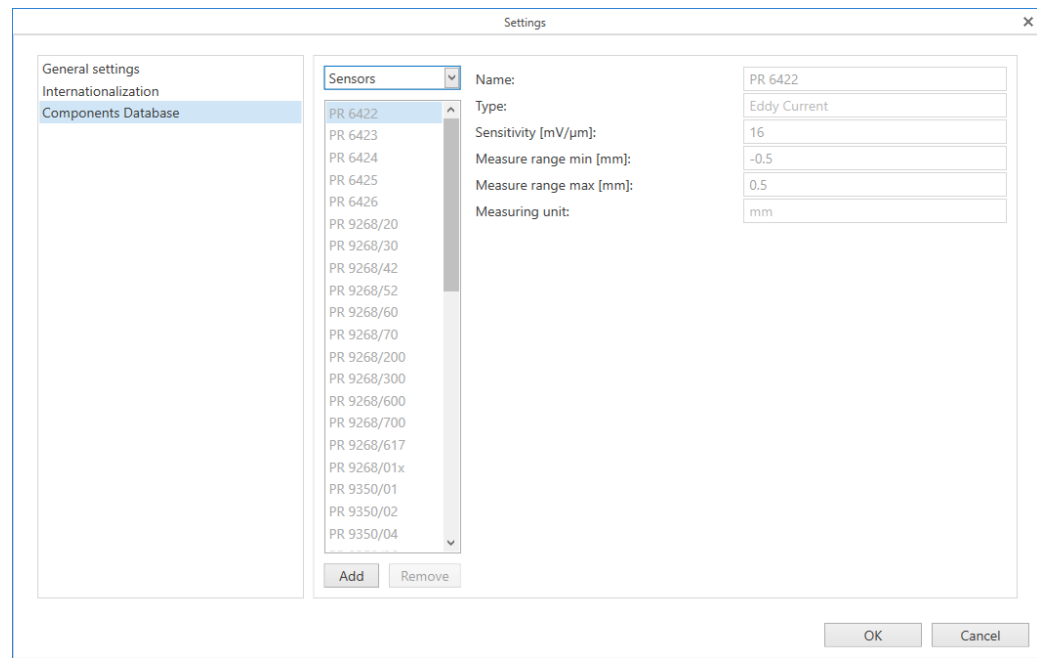 Settings
General settings
Internationalization
Components Database
Sensors
PR 6422
PR 6423
PR 6424
PR 6425
PR 6426
PR 9268/20
PR 9268/30
PR 9268/42
PR 9268/52
PR 9268/60
PR 9268/70
PR 9268/200
PR 9268/300
PR 9268/600
PR 9268/700
PR 9268/617
PR 9268/01x
PR 9350/01
PR 9350/02
PR 9350/04
Add Remove
Name: PR 6422
Type: Eddy Current
Sensitivity [mV/μm]: 16
Measure range min [mm]: -0.5
Measure range max [mm]: 0.5
Measuring unit: mm
OK Cancel